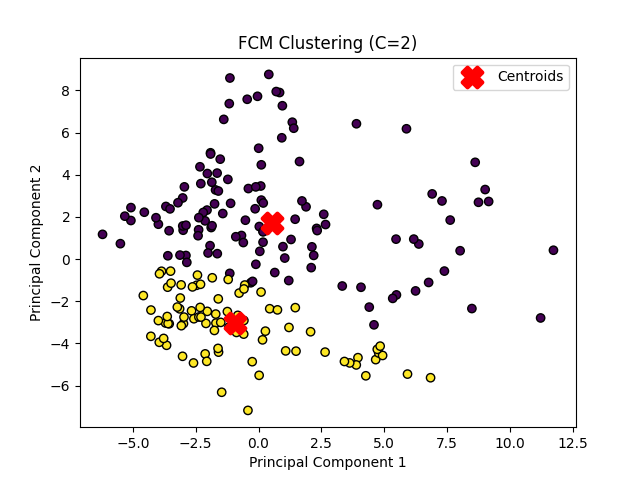 FCM Clustering (C=2)
Centroids
8
6
4
2
0
−2
−4
−6
Principal Component 2
−5.0 −2.5 0.0 2.5 5.0 7.5 10.0 12.5
Principal Component 1